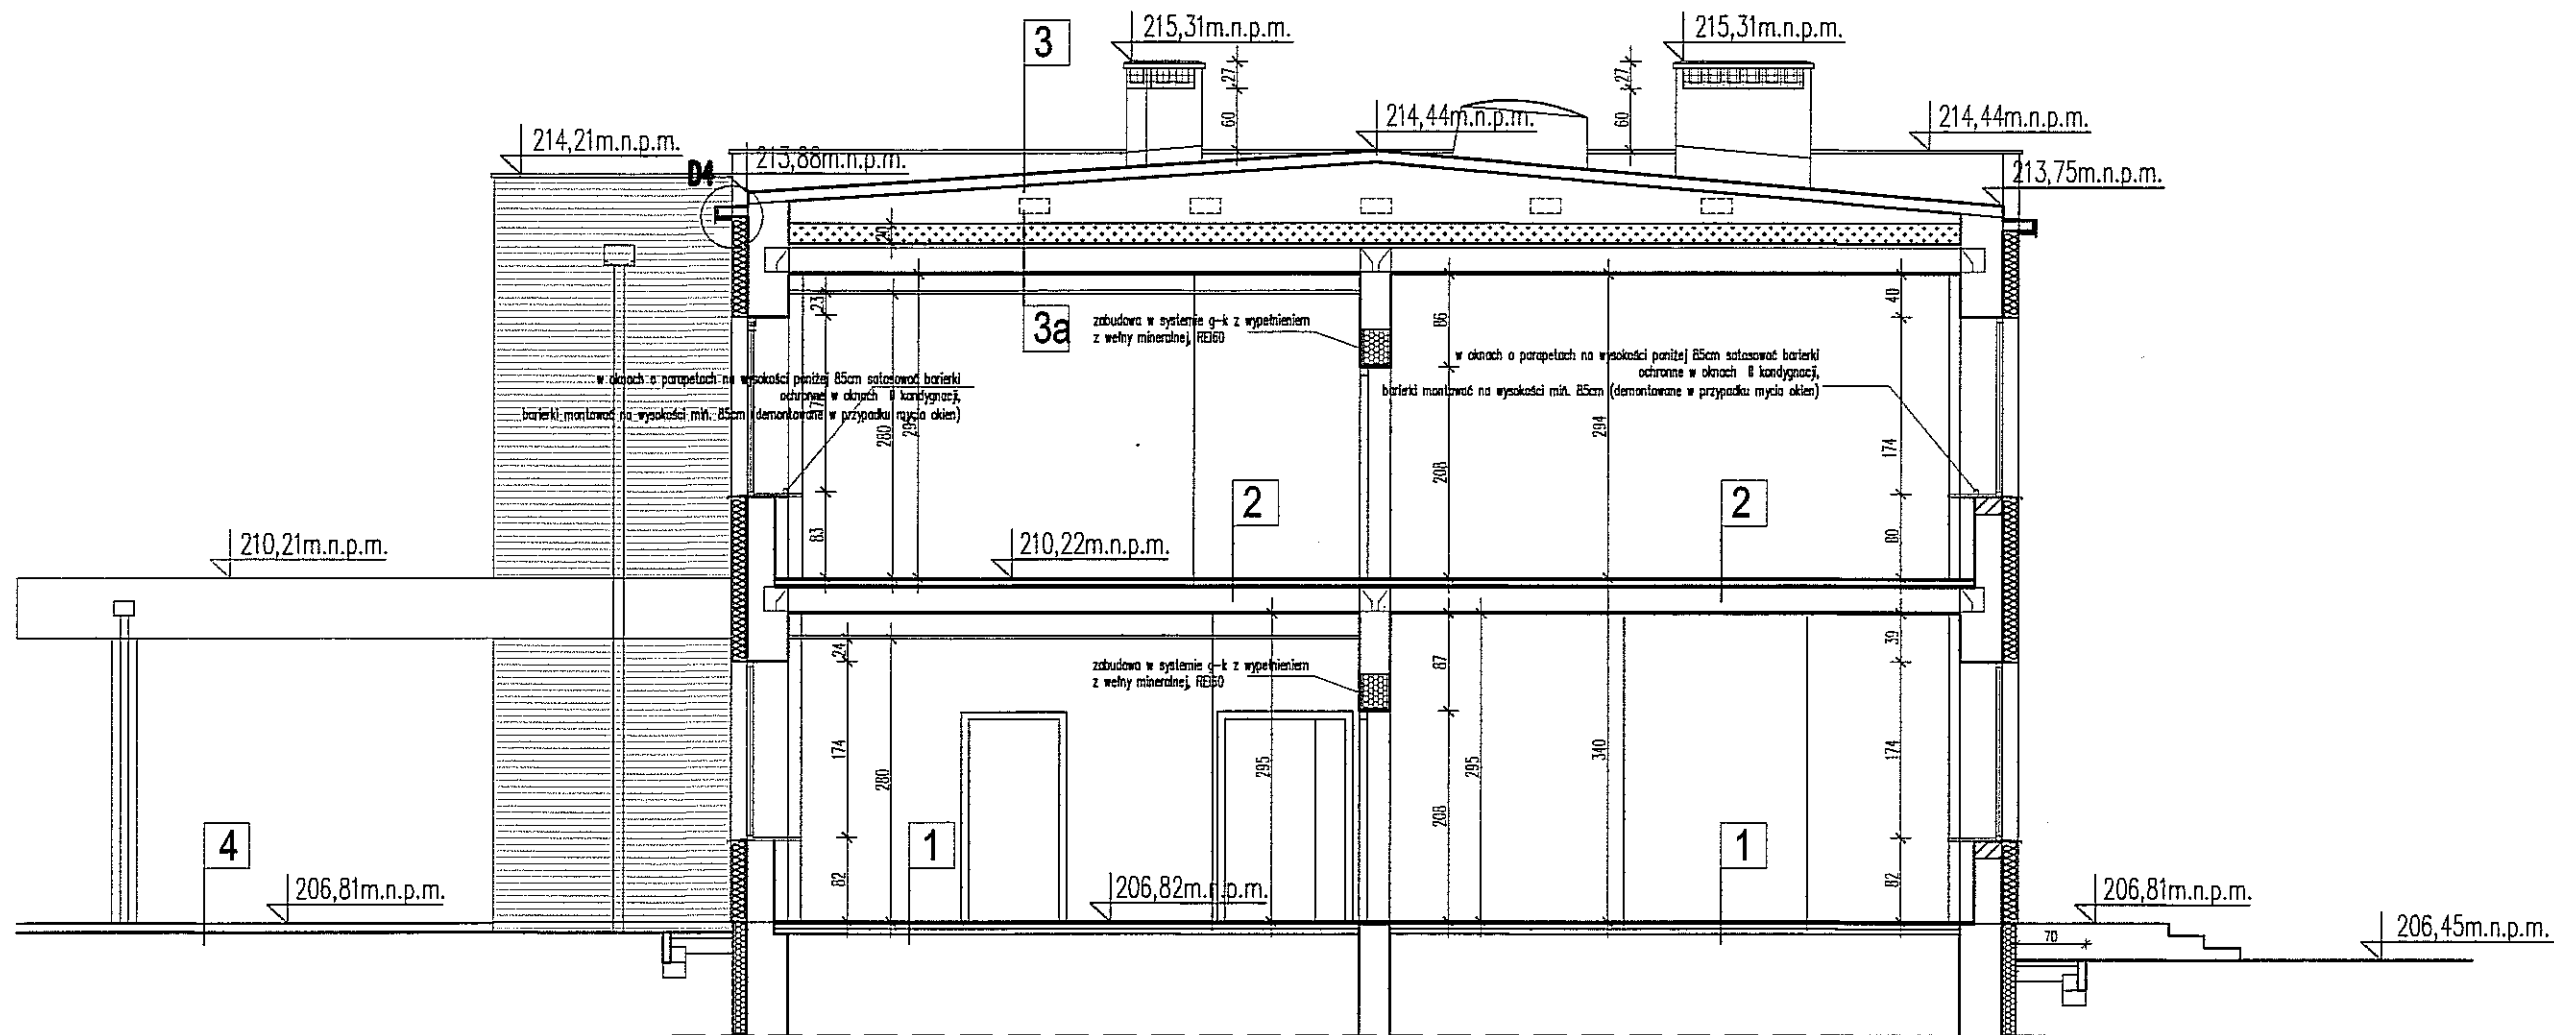 3
215,31m.n.p.m.
215,31m.n.p.m.
27
60
27
60
214,21m.n.p.m.
D4
213,88m.n.p.m.
214,44m.n.p.m.
214,44m.n.p.m.
213,75m.n.p.m.
20
23
3a
zabudowa w systemie g-k z wypełnieniem
z wełny mineralnej, REI60
86
40
w oknach o parapetach na wysokości poniżej 85cm satosować barierki
ochronne w oknach II kondygnacji,
barierki montować na wysokości min. 85cm (demontowane w przypadku mycia okien)
w oknach o parapetach na wysokości poniżej 85cm satosować barierki
ochronne w oknach II kondygnacji,
barierki montować na wysokości min. 85cm (demontowane w przypadku mycia okien)
280
208
294
174
83
2
2
80
210,21m.n.p.m.
210,22m.n.p.m.
24
zabudowa w systemie g-k z wypełnieniem
z wełny mineralnej, REI60
87
39
174
280
295
295
340
174
208
4
1
1
82
82
206,81m.n.p.m.
206,82m.n.p.m.
206,81m.n.p.m.
70
206,45m.n.p.m.